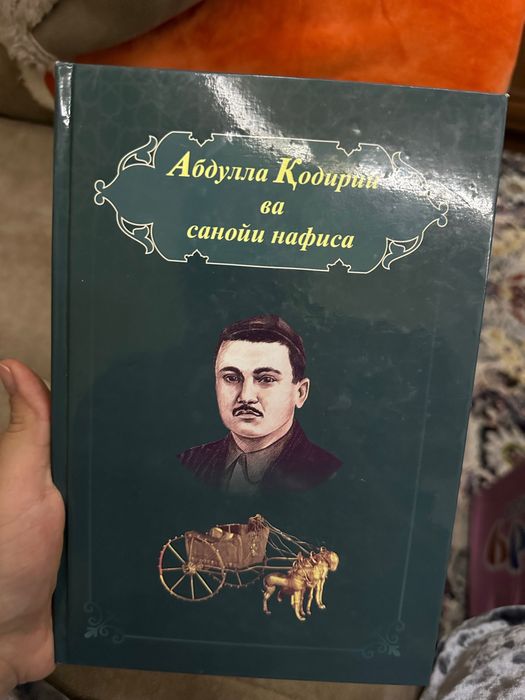 Абдулла Қодирий
ва
санойи нафиса